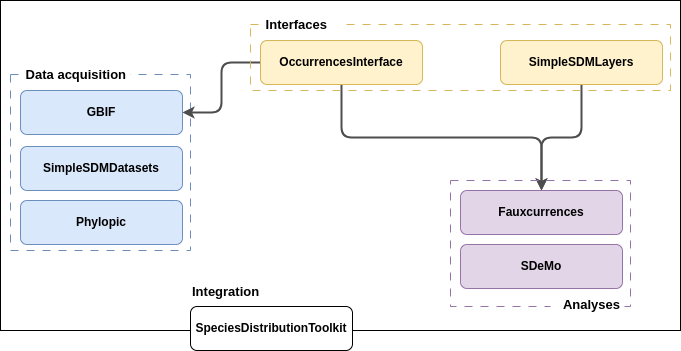 Interfaces
OccurrencesInterface
SimpleSDMLayers
Data acquisition
GBIF
SimpleSDMDatasets
Phylopic
Fauxcurrences
SDeMo
Analyses
Integration
SpeciesDistributionToolkit